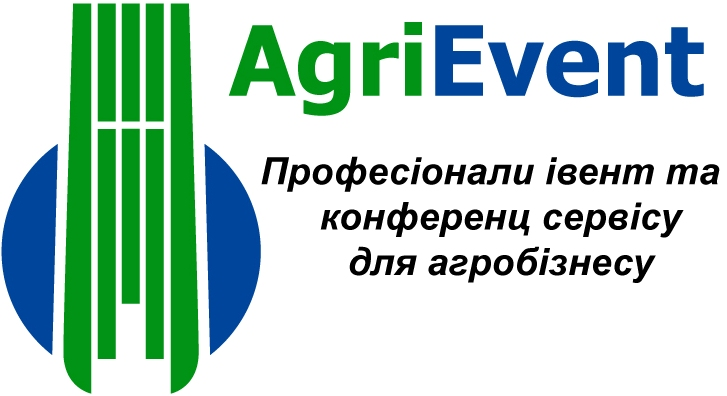 AgriEvent
Професіонали івент та
конференц сервісу
для агробізнесу